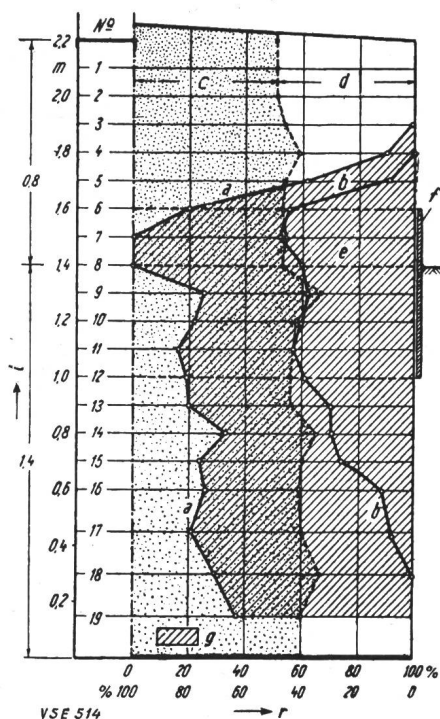 Nº
2,2
m 1
c d
2,0 2
3
1,8 4
0,8
5
a b
f
1,6 6
7
e
1,4 8
9
1,2 10
11
i
1,0 12
13
0,8 14
1,4
15
0,6 16
a b
17
0,4
18
0,2
19
g
0 20 40 60 80 100 %
% 100 80 60 40 20 0
r
VSE 514